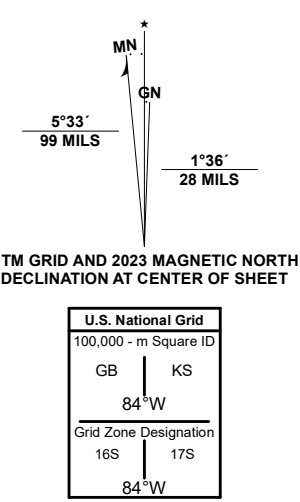 ★
MN
GN
5°33´
99 MILS
1°36´
28 MILS
TM GRID AND 2023 MAGNETIC NORTH
DECLINATION AT CENTER OF SHEET
U.S. National Grid
100,000 - m Square ID
GB KS
84°W
Grid Zone Designation
16S 17S
84°W